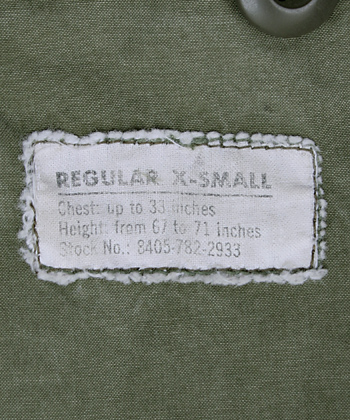 REGULAR X-SMALL
Chest: up to 33 inches
Height: from 67 to 71 inches
Stock No.: 8405-782-2933